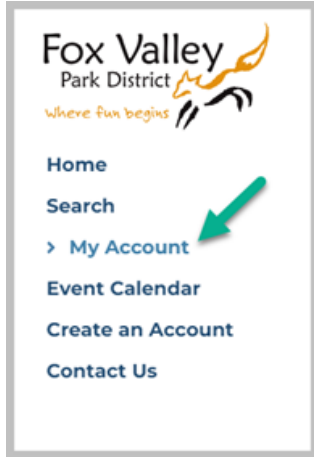 Fox Valley
Park District
Where fun begins
Home
Search
> My Account
Event Calendar
Create an Account
Contact Us